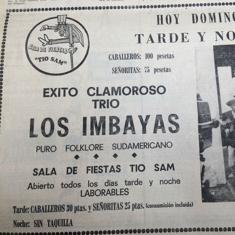 SALA DE FIESTAS
"TIO SAM"
HOY DOMING
TARDE Y NO
CABALLEROS: 100 pesetas
SEÑORITAS: 75 pesetas
EXITO CLAMOROSO
TRIO
LOS IMBAYAS
PURO FOLKLORE SUDAMERICANO
SALA DE FIESTAS TIO SAM
Abierto todos los días tarde y noche
LABORABLES
Tarde: CABALLEROS 30 ptas. y SEÑORITAS 25 ptas. (consumición incluida)
Noche: SIN TAQUILLA